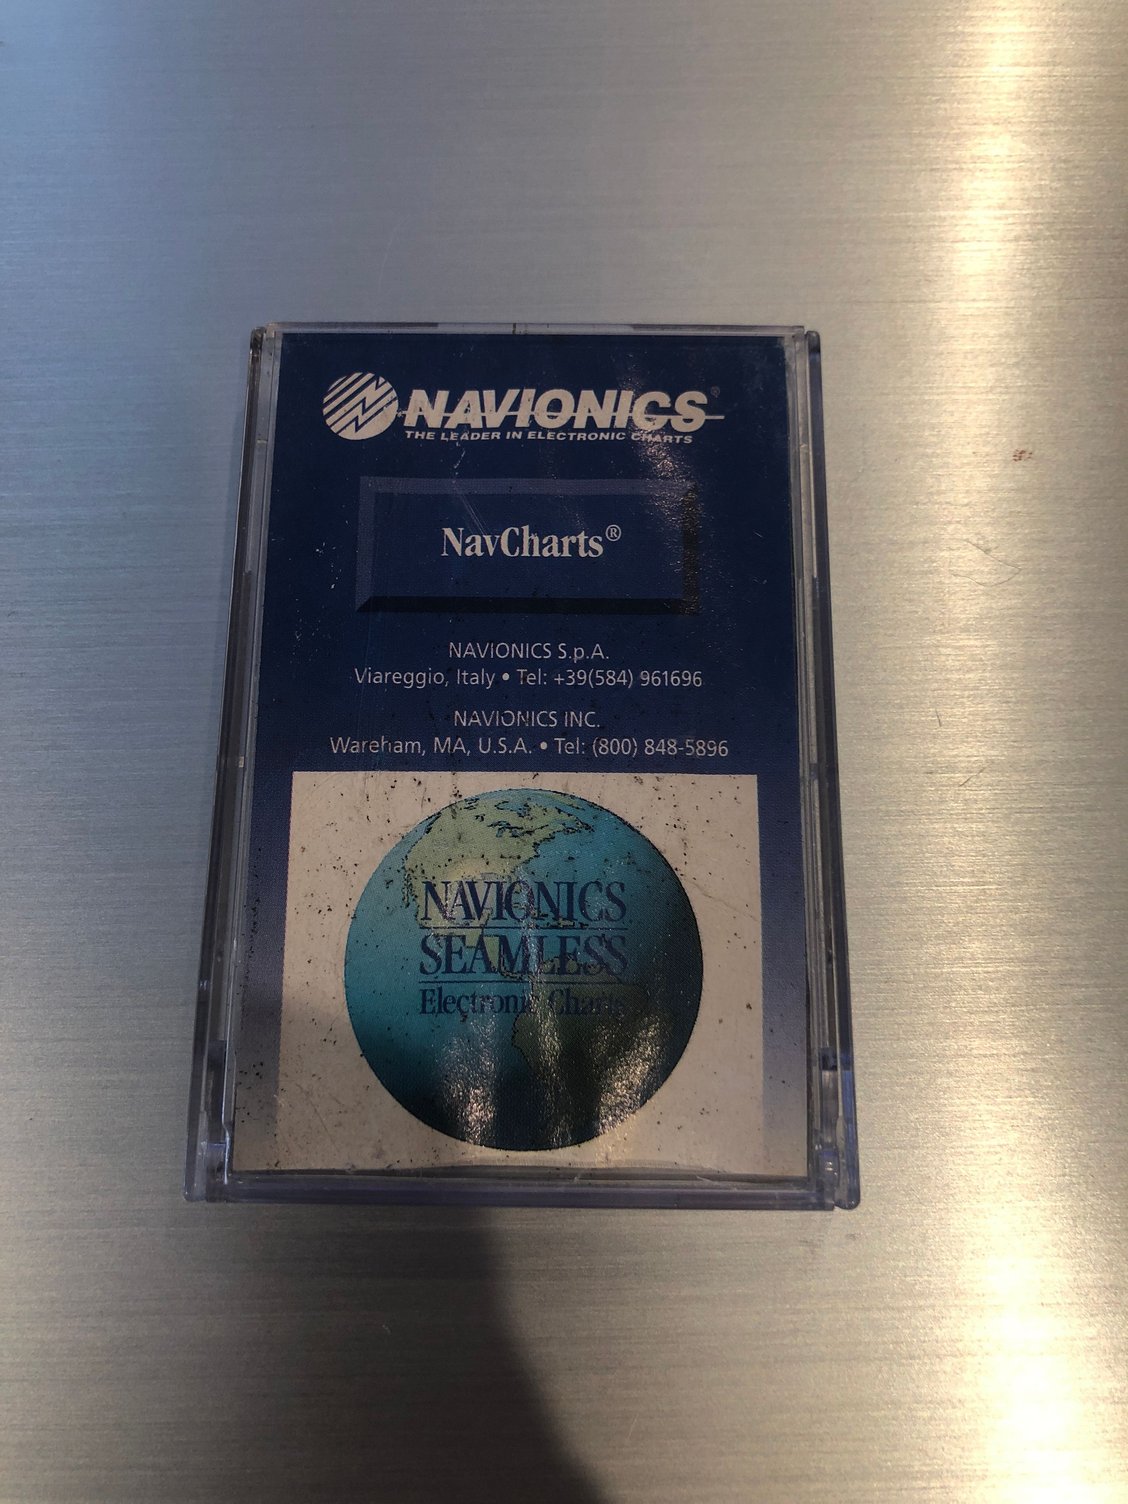 NAVIONICS®
THE LEADER IN ELECTRONIC CHARTS
NavCharts®
NAVIONICS S.p.A.
Viareggio, Italy • Tel: +39(584) 961696
NAVIONICS INC.
Wareham, MA, U.S.A. • Tel: (800) 848-5896
NAVIONICS
SEAMLESS
Electronic Charts